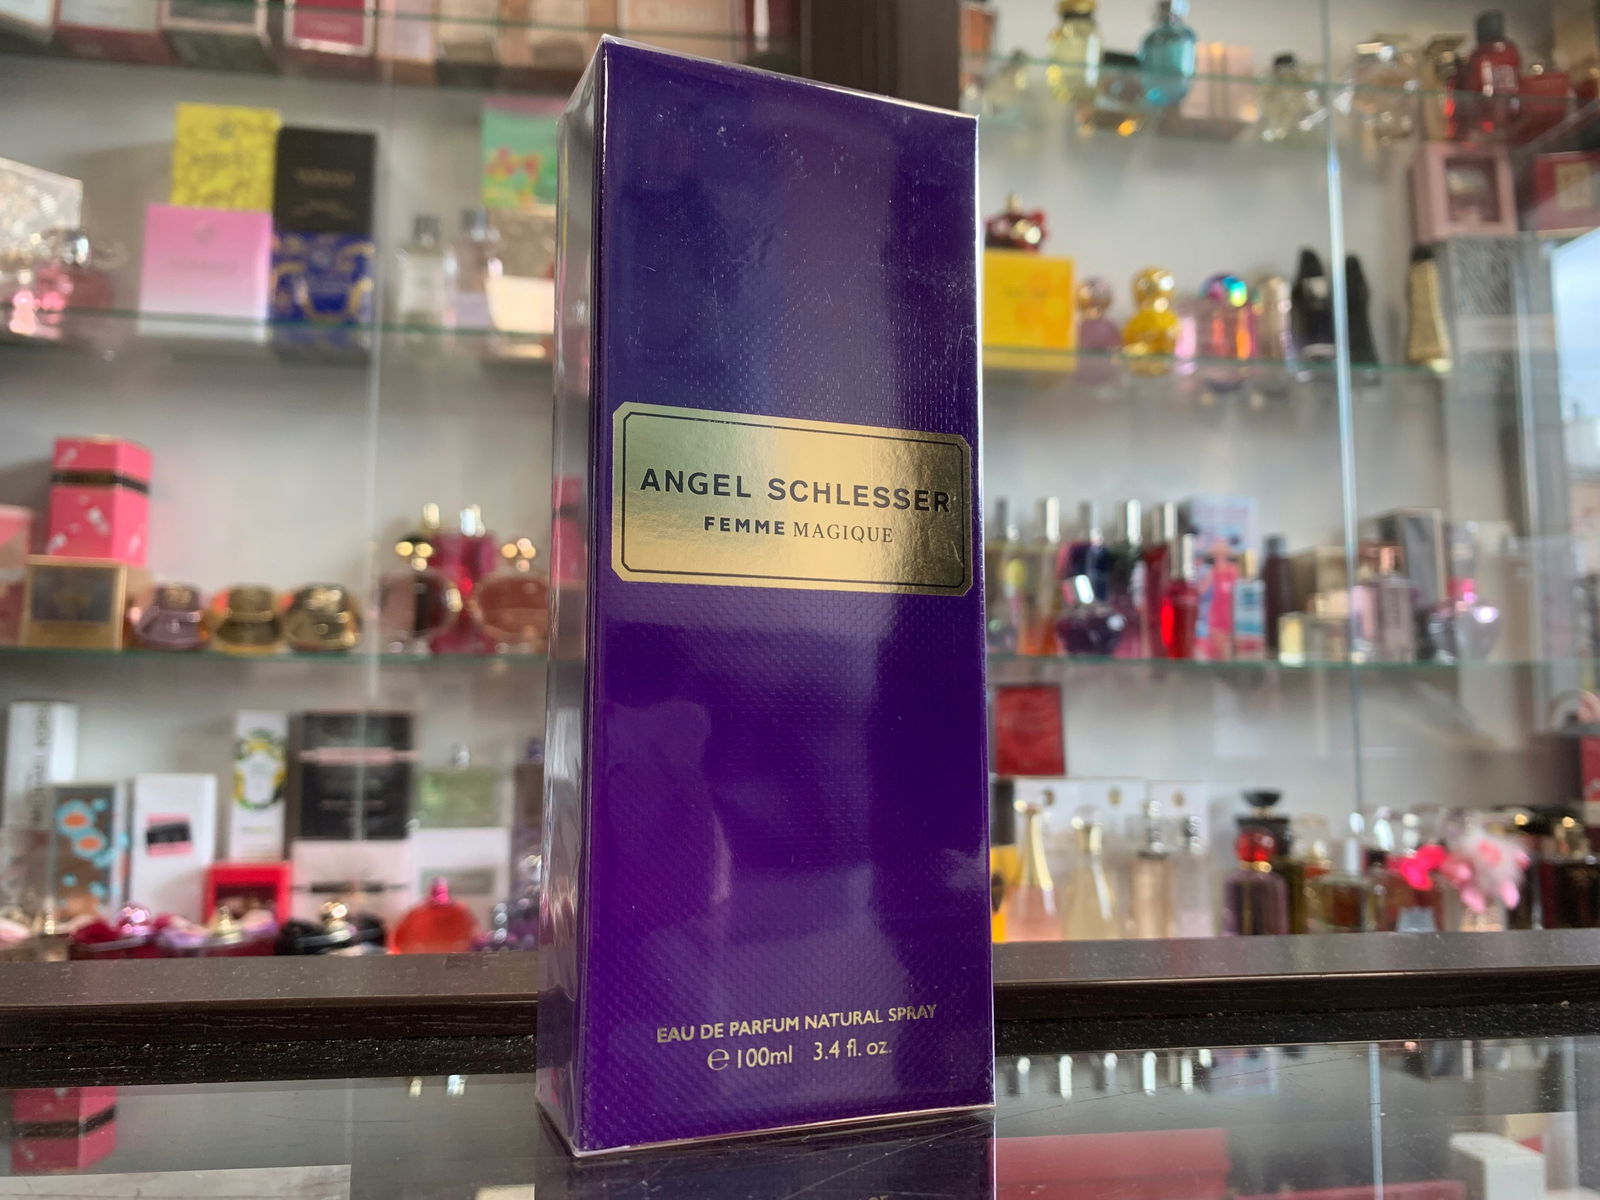 ANGEL SCHLESSER
FEMME MAGIQUE
EAU DE PARFUM NATURAL SPRAY
℮ 100ml 3.4 fl. oz.